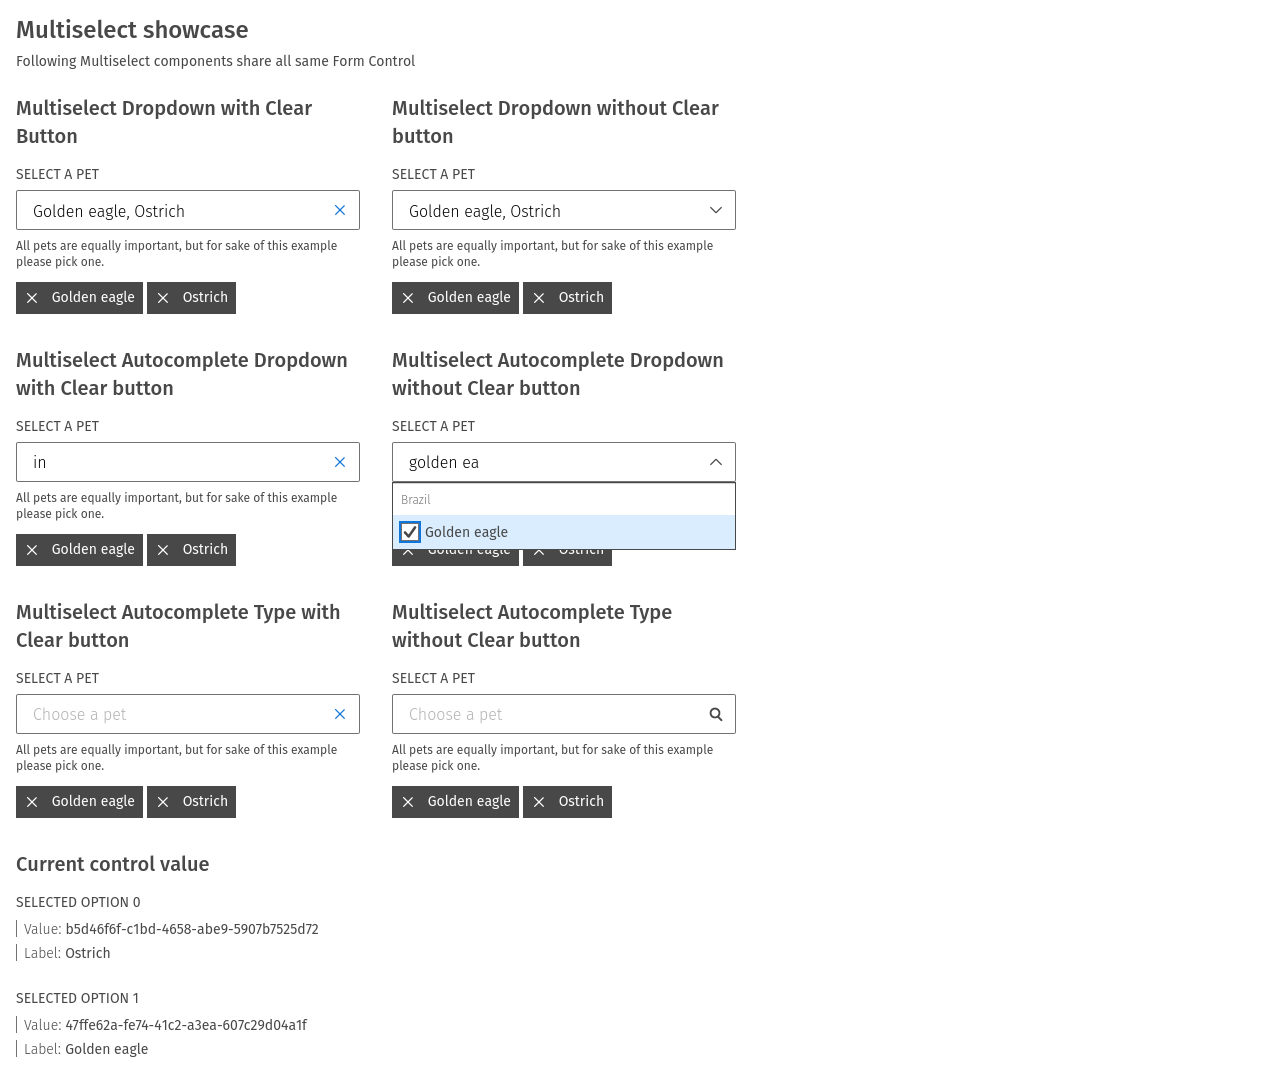 Multiselect showcase
Following Multiselect components share all same Form Control
Multiselect Dropdown with Clear
Button
SELECT A PET
Golden eagle, Ostrich
All pets are equally important, but for sake of this example
please pick one.
Golden eagle
Ostrich
Multiselect Dropdown without Clear
button
SELECT A PET
Golden eagle, Ostrich
All pets are equally important, but for sake of this example
please pick one.
Golden eagle
Ostrich
Multiselect Autocomplete Dropdown
with Clear button
SELECT A PET
in
All pets are equally important, but for sake of this example
please pick one.
Golden eagle
Ostrich
Multiselect Autocomplete Dropdown
without Clear button
SELECT A PET
golden ea
Brazil
Golden eagle
Golden eagle
Ostrich
Multiselect Autocomplete Type with
Clear button
SELECT A PET
Choose a pet
All pets are equally important, but for sake of this example
please pick one.
Golden eagle
Ostrich
Multiselect Autocomplete Type
without Clear button
SELECT A PET
Choose a pet
All pets are equally important, but for sake of this example
please pick one.
Golden eagle
Ostrich
Current control value
SELECTED OPTION 0
Value: b5d46f6f-c1bd-4658-abe9-5907b7525d72
Label: Ostrich
SELECTED OPTION 1
Value: 47ffe62a-fe74-41c2-a3ea-607c29d04a1f
Label: Golden eagle